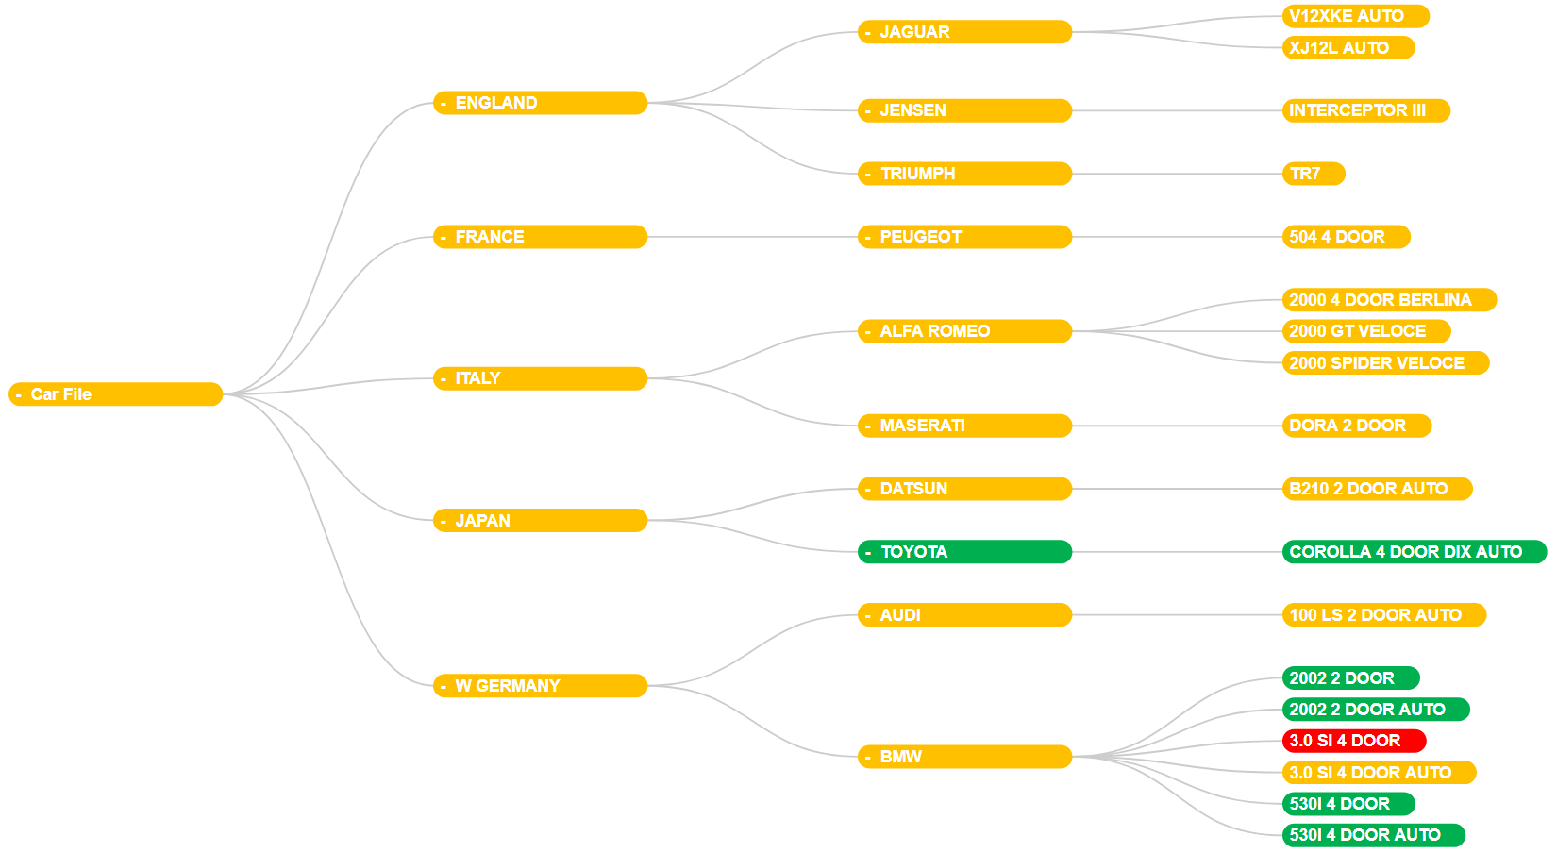 - Car File
- ENGLAND
- JAGUAR
V12XKE AUTO
XJ12L AUTO
- JENSEN
INTERCEPTOR III
- TRIUMPH
TR7
- FRANCE
- PEUGEOT
504 4 DOOR
- ITALY
- ALFA ROMEO
2000 4 DOOR BERLINA
2000 GT VELOCE
2000 SPIDER VELOCE
- MASERATI
DORA 2 DOOR
- JAPAN
- DATSUN
B210 2 DOOR AUTO
- TOYOTA
COROLLA 4 DOOR DIX AUTO
- W GERMANY
- AUDI
100 LS 2 DOOR AUTO
- BMW
2002 2 DOOR
2002 2 DOOR AUTO
3.0 SI 4 DOOR
3.0 SI 4 DOOR AUTO
530I 4 DOOR
530I 4 DOOR AUTO